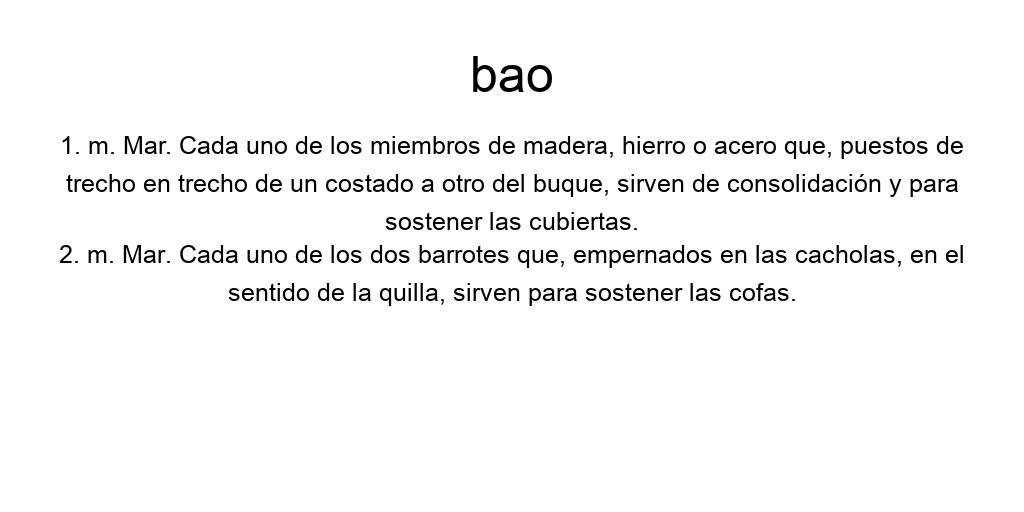 bao
1. m. Mar. Cada uno de los miembros de madera, hierro o acero que, puestos de
trecho en trecho de un costado a otro del buque, sirven de consolidación y para
sostener las cubiertas.
2. m. Mar. Cada uno de los dos barrotes que, empernados en las cacholas, en el
sentido de la quilla, sirven para sostener las cofas.